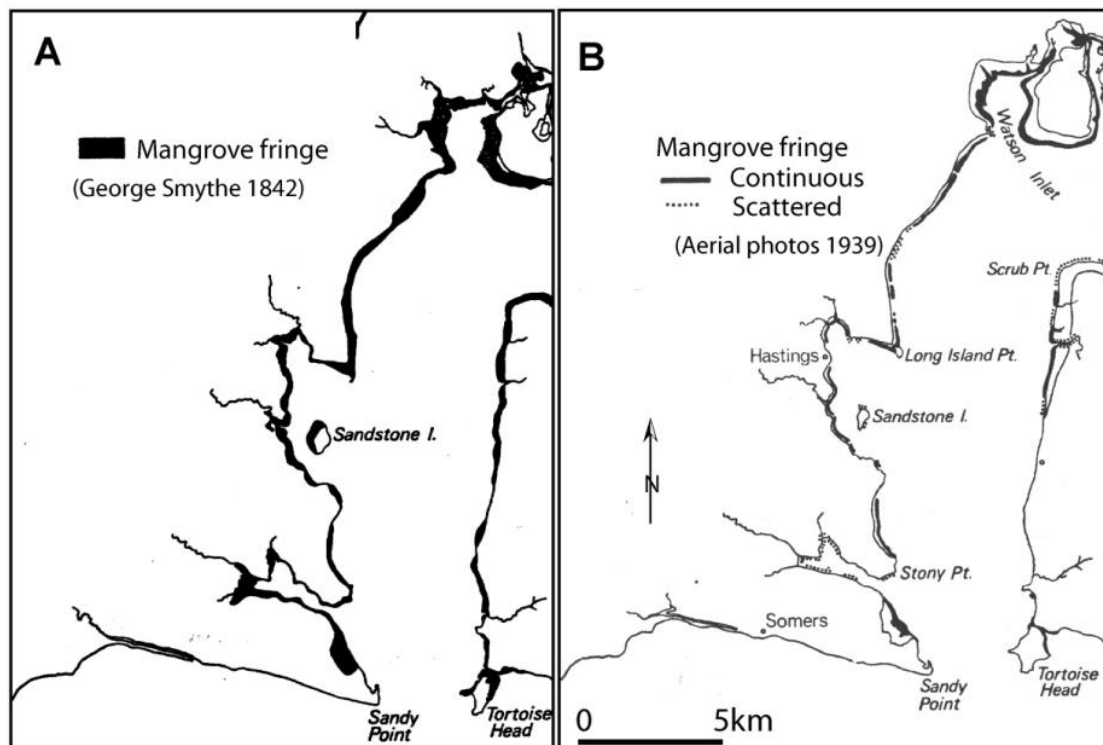 A
Mangrove fringe
(George Smythe 1842)
Sandstone I.
Sandy
Point
Tortoise
Head
B
Watson Inlet
Mangrove fringe
Continuous
Scattered
(Aerial photos 1939)
Scrub Pt.
Hastings
Long Island Pt.
Sandstone I.
N
Stony Pt.
Somers
Sandy
Point
Tortoise
Head
0 5km